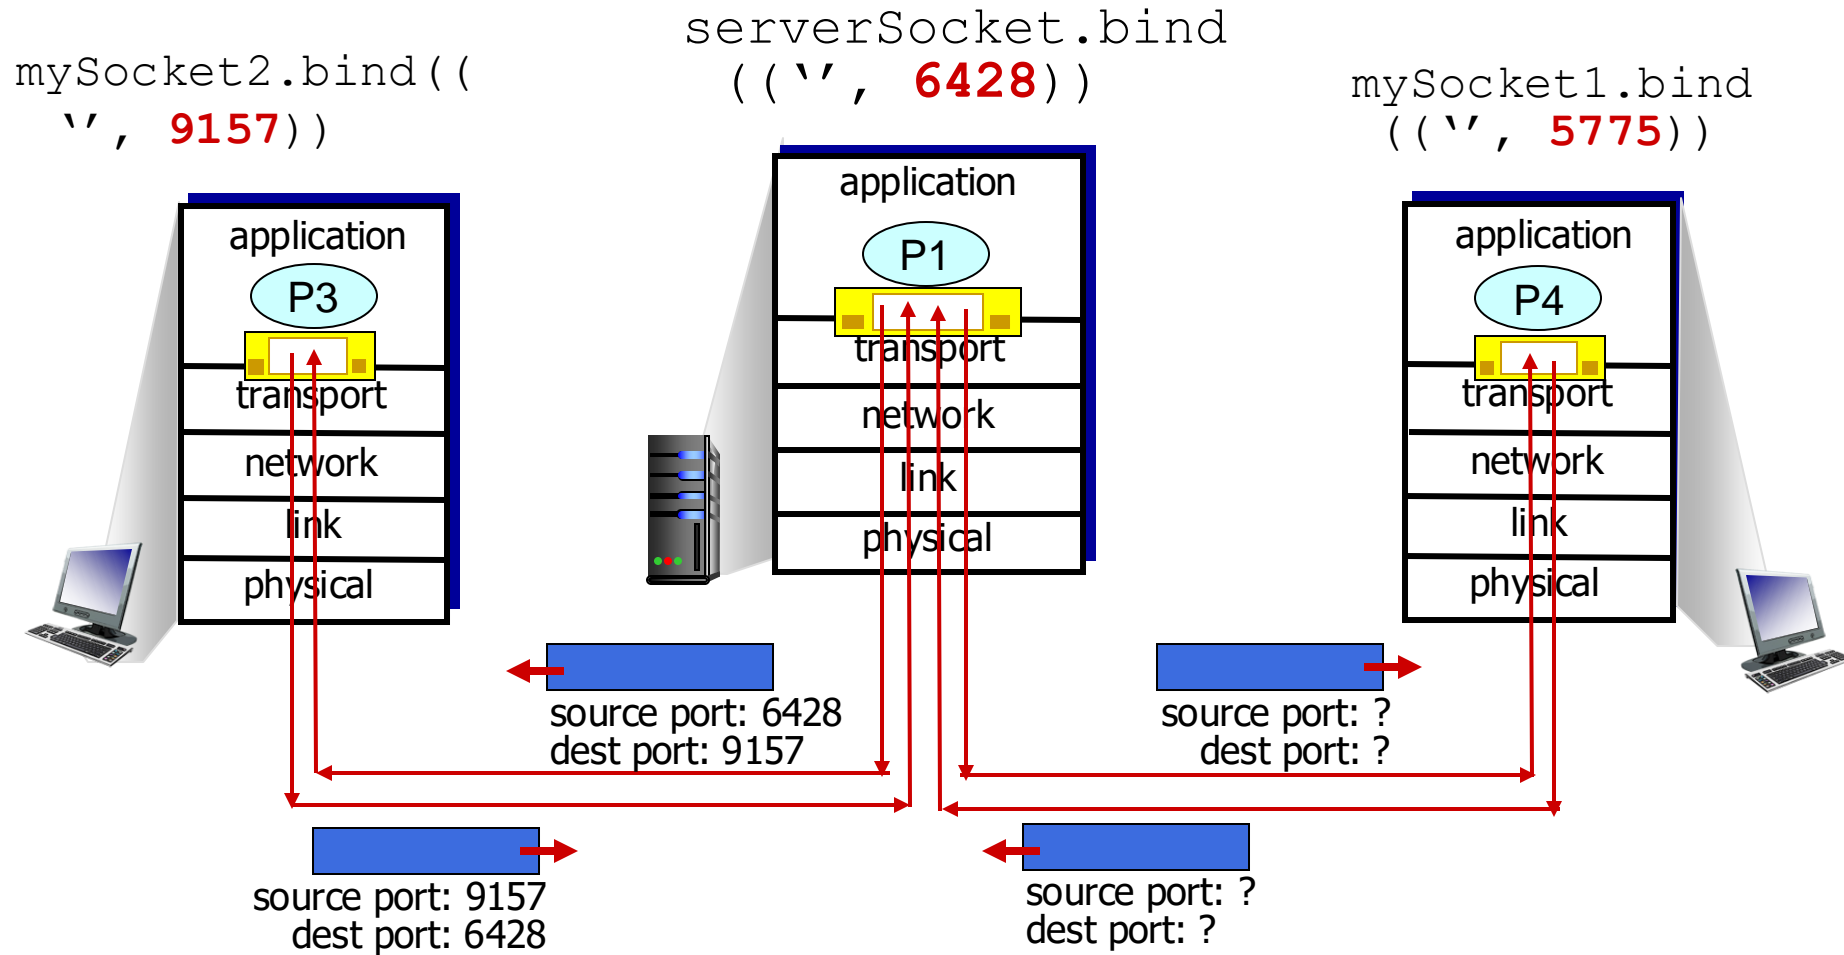 serverSocket.bind
((‘’, 6428))
mySocket2.bind((
‘’, 9157))
mySocket1.bind
((‘’, 5775))
application
P3
transport
network
link
physical
application
P1
transport
network
link
physical
application
P4
transport
network
link
physical
source port: 6428
dest port: 9157
source port: ?
dest port: ?
source port: 9157
dest port: 6428
source port: ?
dest port: ?